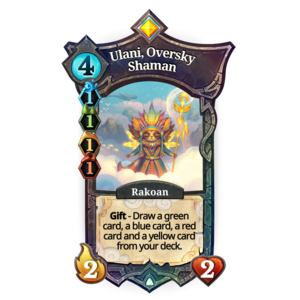 Ulani, Oversky
Shaman
4
1
1
1
1
Rakoan
Gift - Draw a green
card, a blue card, a red
card and a yellow card
from your deck.
2
2